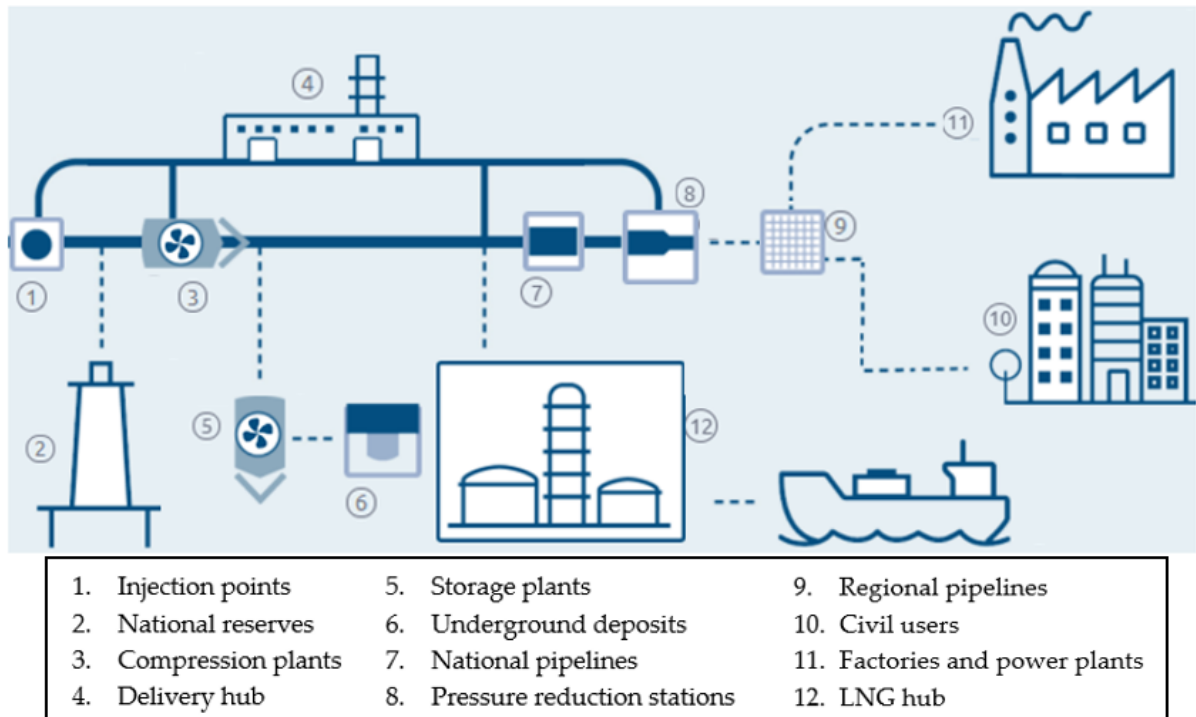 4
11
8
9
1
3
7
10
5
2
12
6
1. Injection points
2. National reserves
3. Compression plants
4. Delivery hub
5. Storage plants
6. Underground deposits
7. National pipelines
8. Pressure reduction stations
9. Regional pipelines
10. Civil users
11. Factories and power plants
12. LNG hub